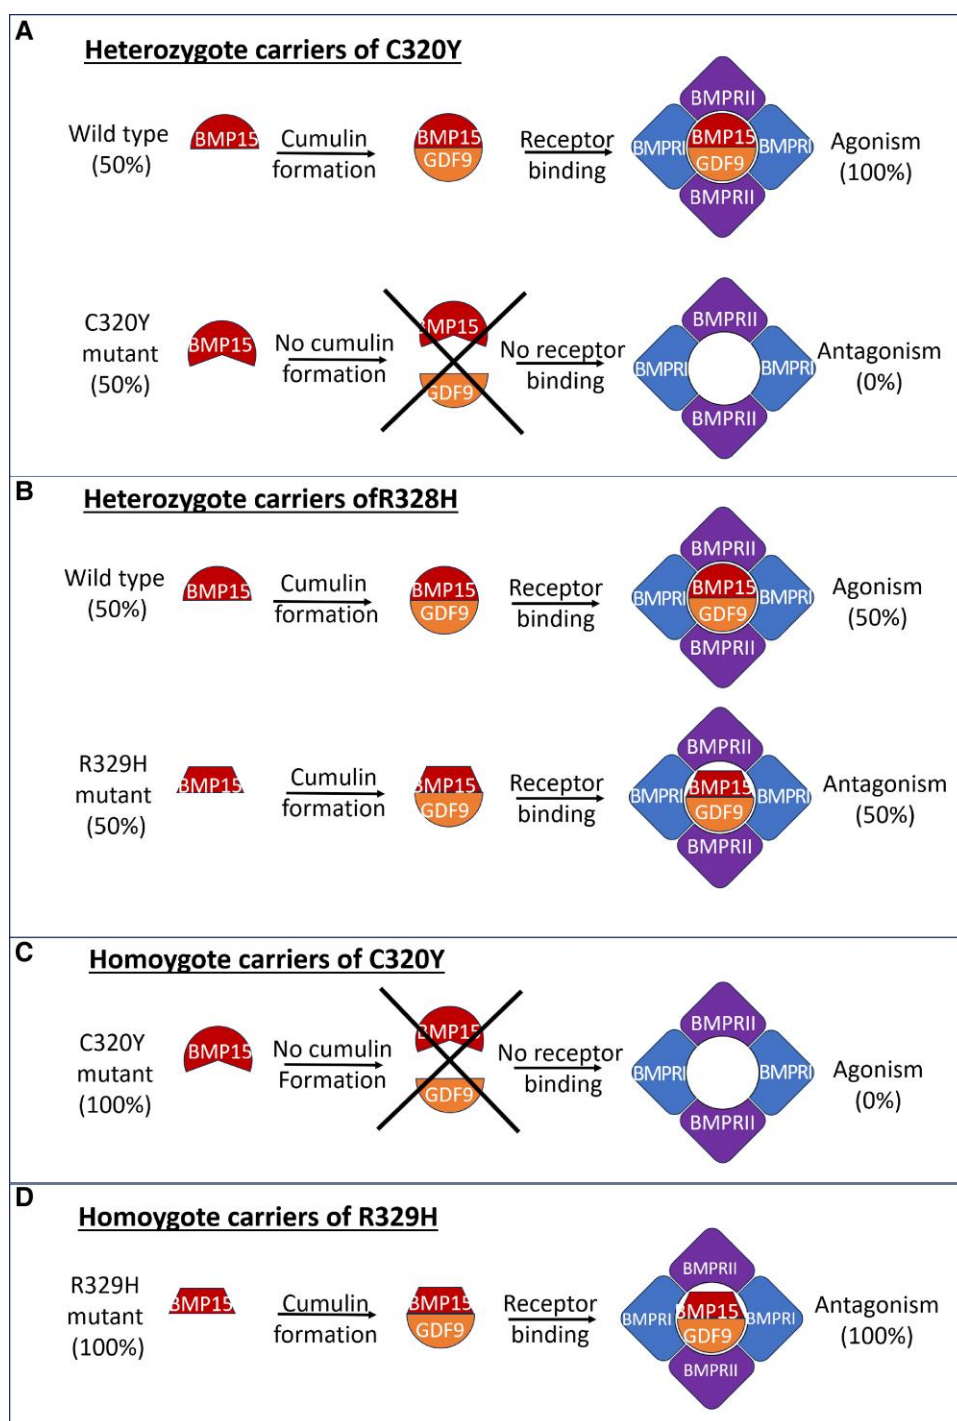 A
Heterozygote carriers of C320Y
Wild type
(50%)
BMP15
Cumulin
formation
BMP15
GDF9
Receptor
binding
BMPRII
BMPRI
BMP15
GDF9
BMPRI
BMPRII
Agonism
(100%)
C320Y
mutant
(50%)
BMP15
No cumulin
formation
BMP15
GDF9
No receptor
binding
BMPRII
BMPRI
BMPRI
BMPRII
Antagonism
(0%)
B
Heterozygote carriers ofR328H
Wild type
(50%)
BMP15
Cumulin
formation
BMP15
GDF9
Receptor
binding
BMPRII
BMPRI
BMP15
GDF9
BMPRI
BMPRII
Agonism
(50%)
R329H
mutant
(50%)
BMP15
Cumulin
formation
BMP15
GDF9
Receptor
binding
BMPRII
BMPRI
BMP15
GDF9
BMPRI
BMPRII
Antagonism
(50%)
C
Homoygote carriers of C320Y
C320Y
mutant
(100%)
BMP15
No cumulin
Formation
BMP15
GDF9
No receptor
binding
BMPRII
BMPRI
BMPRI
BMPRII
Agonism
(0%)
D
Homoygote carriers of R329H
R329H
mutant
(100%)
BMP15
Cumulin
formation
BMP15
GDF9
Receptor
binding
BMPRII
BMPRI
BMP15
GDF9
BMPRI
BMPRII
Antagonism
(100%)